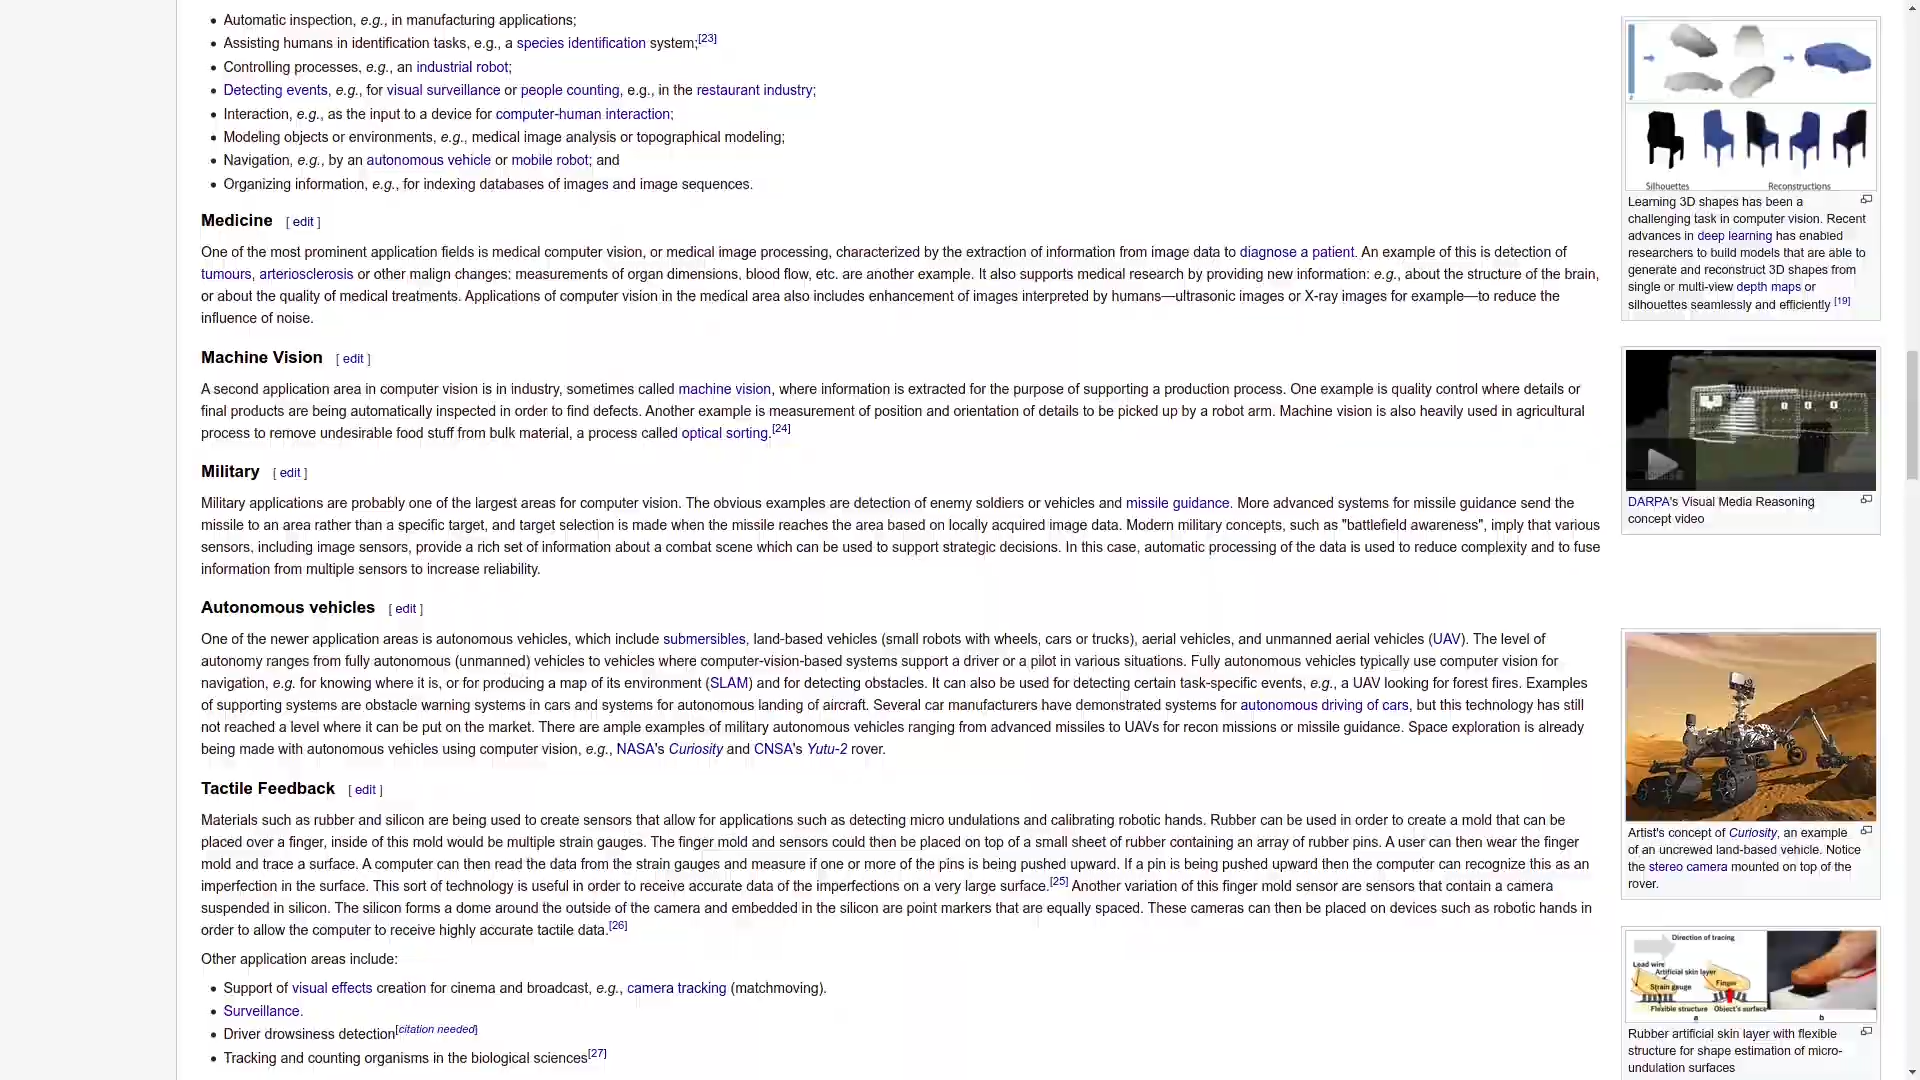 • Automatic inspection, e.g., in manufacturing applications;
• Assisting humans in identification tasks, e.g., a species identification system;[23]
• Controlling processes, e.g., an industrial robot;
• Detecting events, e.g., for visual surveillance or people counting, e.g., in the restaurant industry;
• Interaction, e.g., as the input to a device for computer-human interaction;
• Modeling objects or environments, e.g., medical image analysis or topographical modeling;
• Navigation, e.g., by an autonomous vehicle or mobile robot; and
• Organizing information, e.g., for indexing databases of images and image sequences.
Medicine [ edit ]
One of the most prominent application fields is medical computer vision, or medical image processing, characterized by the extraction of information from image data to diagnose a patient. An example of this is detection of
tumours, arteriosclerosis or other malign changes; measurements of organ dimensions, blood flow, etc. are another example. It also supports medical research by providing new information: e.g., about the structure of the brain,
or about the quality of medical treatments. Applications of computer vision in the medical area also includes enhancement of images interpreted by humans—ultrasonic images or X-ray images for example—to reduce the
influence of noise.
Machine Vision [ edit ]
A second application area in computer vision is in industry, sometimes called machine vision, where information is extracted for the purpose of supporting a production process. One example is quality control where details or
final products are being automatically inspected in order to find defects. Another example is measurement of position and orientation of details to be picked up by a robot arm. Machine vision is also heavily used in agricultural
process to remove undesirable food stuff from bulk material, a process called optical sorting.[24]
Military [ edit ]
Military applications are probably one of the largest areas for computer vision. The obvious examples are detection of enemy soldiers or vehicles and missile guidance. More advanced systems for missile guidance send the
missile to an area rather than a specific target, and target selection is made when the missile reaches the area based on locally acquired image data. Modern military concepts, such as "battlefield awareness", imply that various
sensors, including image sensors, provide a rich set of information about a combat scene which can be used to support strategic decisions. In this case, automatic processing of the data is used to reduce complexity and to fuse
information from multiple sensors to increase reliability.
Autonomous vehicles [ edit ]
One of the newer application areas is autonomous vehicles, which include submersibles, land-based vehicles (small robots with wheels, cars or trucks), aerial vehicles, and unmanned aerial vehicles (UAV). The level of
autonomy ranges from fully autonomous (unmanned) vehicles to vehicles where computer-vision-based systems support a driver or a pilot in various situations. Fully autonomous vehicles typically use computer vision for
navigation, e.g. for knowing where it is, or for producing a map of its environment (SLAM) and for detecting obstacles. It can also be used for detecting certain task-specific events, e.g., a UAV looking for forest fires. Examples
of supporting systems are obstacle warning systems in cars and systems for autonomous landing of aircraft. Several car manufacturers have demonstrated systems for autonomous driving of cars, but this technology has still
not reached a level where it can be put on the market. There are ample examples of military autonomous vehicles ranging from advanced missiles to UAVs for recon missions or missile guidance. Space exploration is already
being made with autonomous vehicles using computer vision, e.g., NASA's Curiosity and CNSA's Yutu-2 rover.
Tactile Feedback [ edit ]
Materials such as rubber and silicon are being used to create sensors that allow for applications such as detecting micro undulations and calibrating robotic hands. Rubber can be used in order to create a mold that can be
placed over a finger, inside of this mold would be multiple strain gauges. The finger mold and sensors could then be placed on top of a small sheet of rubber containing an array of rubber pins. A user can then wear the finger
mold and trace a surface. A computer can then read the data from the strain gauges and measure if one or more of the pins is being pushed upward. If a pin is being pushed upward then the computer can recognize this as an
imperfection in the surface. This sort of technology is useful in order to receive accurate data of the imperfections on a very large surface.[25] Another variation of this finger mold sensor are sensors that contain a camera
suspended in silicon. The silicon forms a dome around the outside of the camera and embedded in the silicon are point markers that are equally spaced. These cameras can then be placed on devices such as robotic hands in
order to allow the computer to receive highly accurate tactile data.[26]
Other application areas include:
• Support of visual effects creation for cinema and broadcast, e.g., camera tracking (matchmoving).
• Surveillance.
• Driver drowsiness detection[citation needed]
• Tracking and counting organisms in the biological sciences[27]
Silhouettes Reconstructions
Learning 3D shapes has been a
challenging task in computer vision. Recent
advances in deep learning has enabled
researchers to build models that are able to
generate and reconstruct 3D shapes from
single or multi-view depth maps or
silhouettes seamlessly and efficiently [19]
DARPA's Visual Media Reasoning
concept video
Artist's concept of Curiosity, an example
of an uncrewed land-based vehicle. Notice
the stereo camera mounted on top of the
rover.
Direction of tracing
Lead wire
Artificial skin layer
Strain gauge Finger
Flexible structure Object's surface
a b
Rubber artificial skin layer with flexible
structure for shape estimation of micro-
undulation surfaces